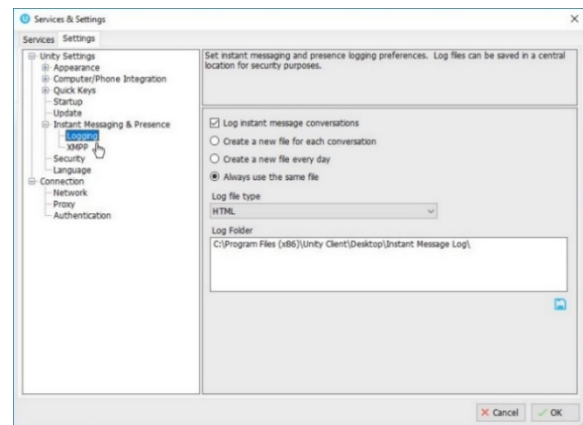 Services & Settings
Services Settings
Unity Settings
Appearance
Computer/Phone Integration
Quick Keys
Startup
Update
Instant Messaging & Presence
Logging
XMPP
Security
Language
Connection
Network
Proxy
Authentication
Set instant messaging and presence logging preferences. Log files can be saved in a central
location for security purposes.
Log instant message conversations
Create a new file for each conversation
Create a new file every day
Always use the same file
Log file type
HTML
Log Folder
C:\Program Files (x86)\Unity Client\Desktop\Instant Message Log\
Cancel OK